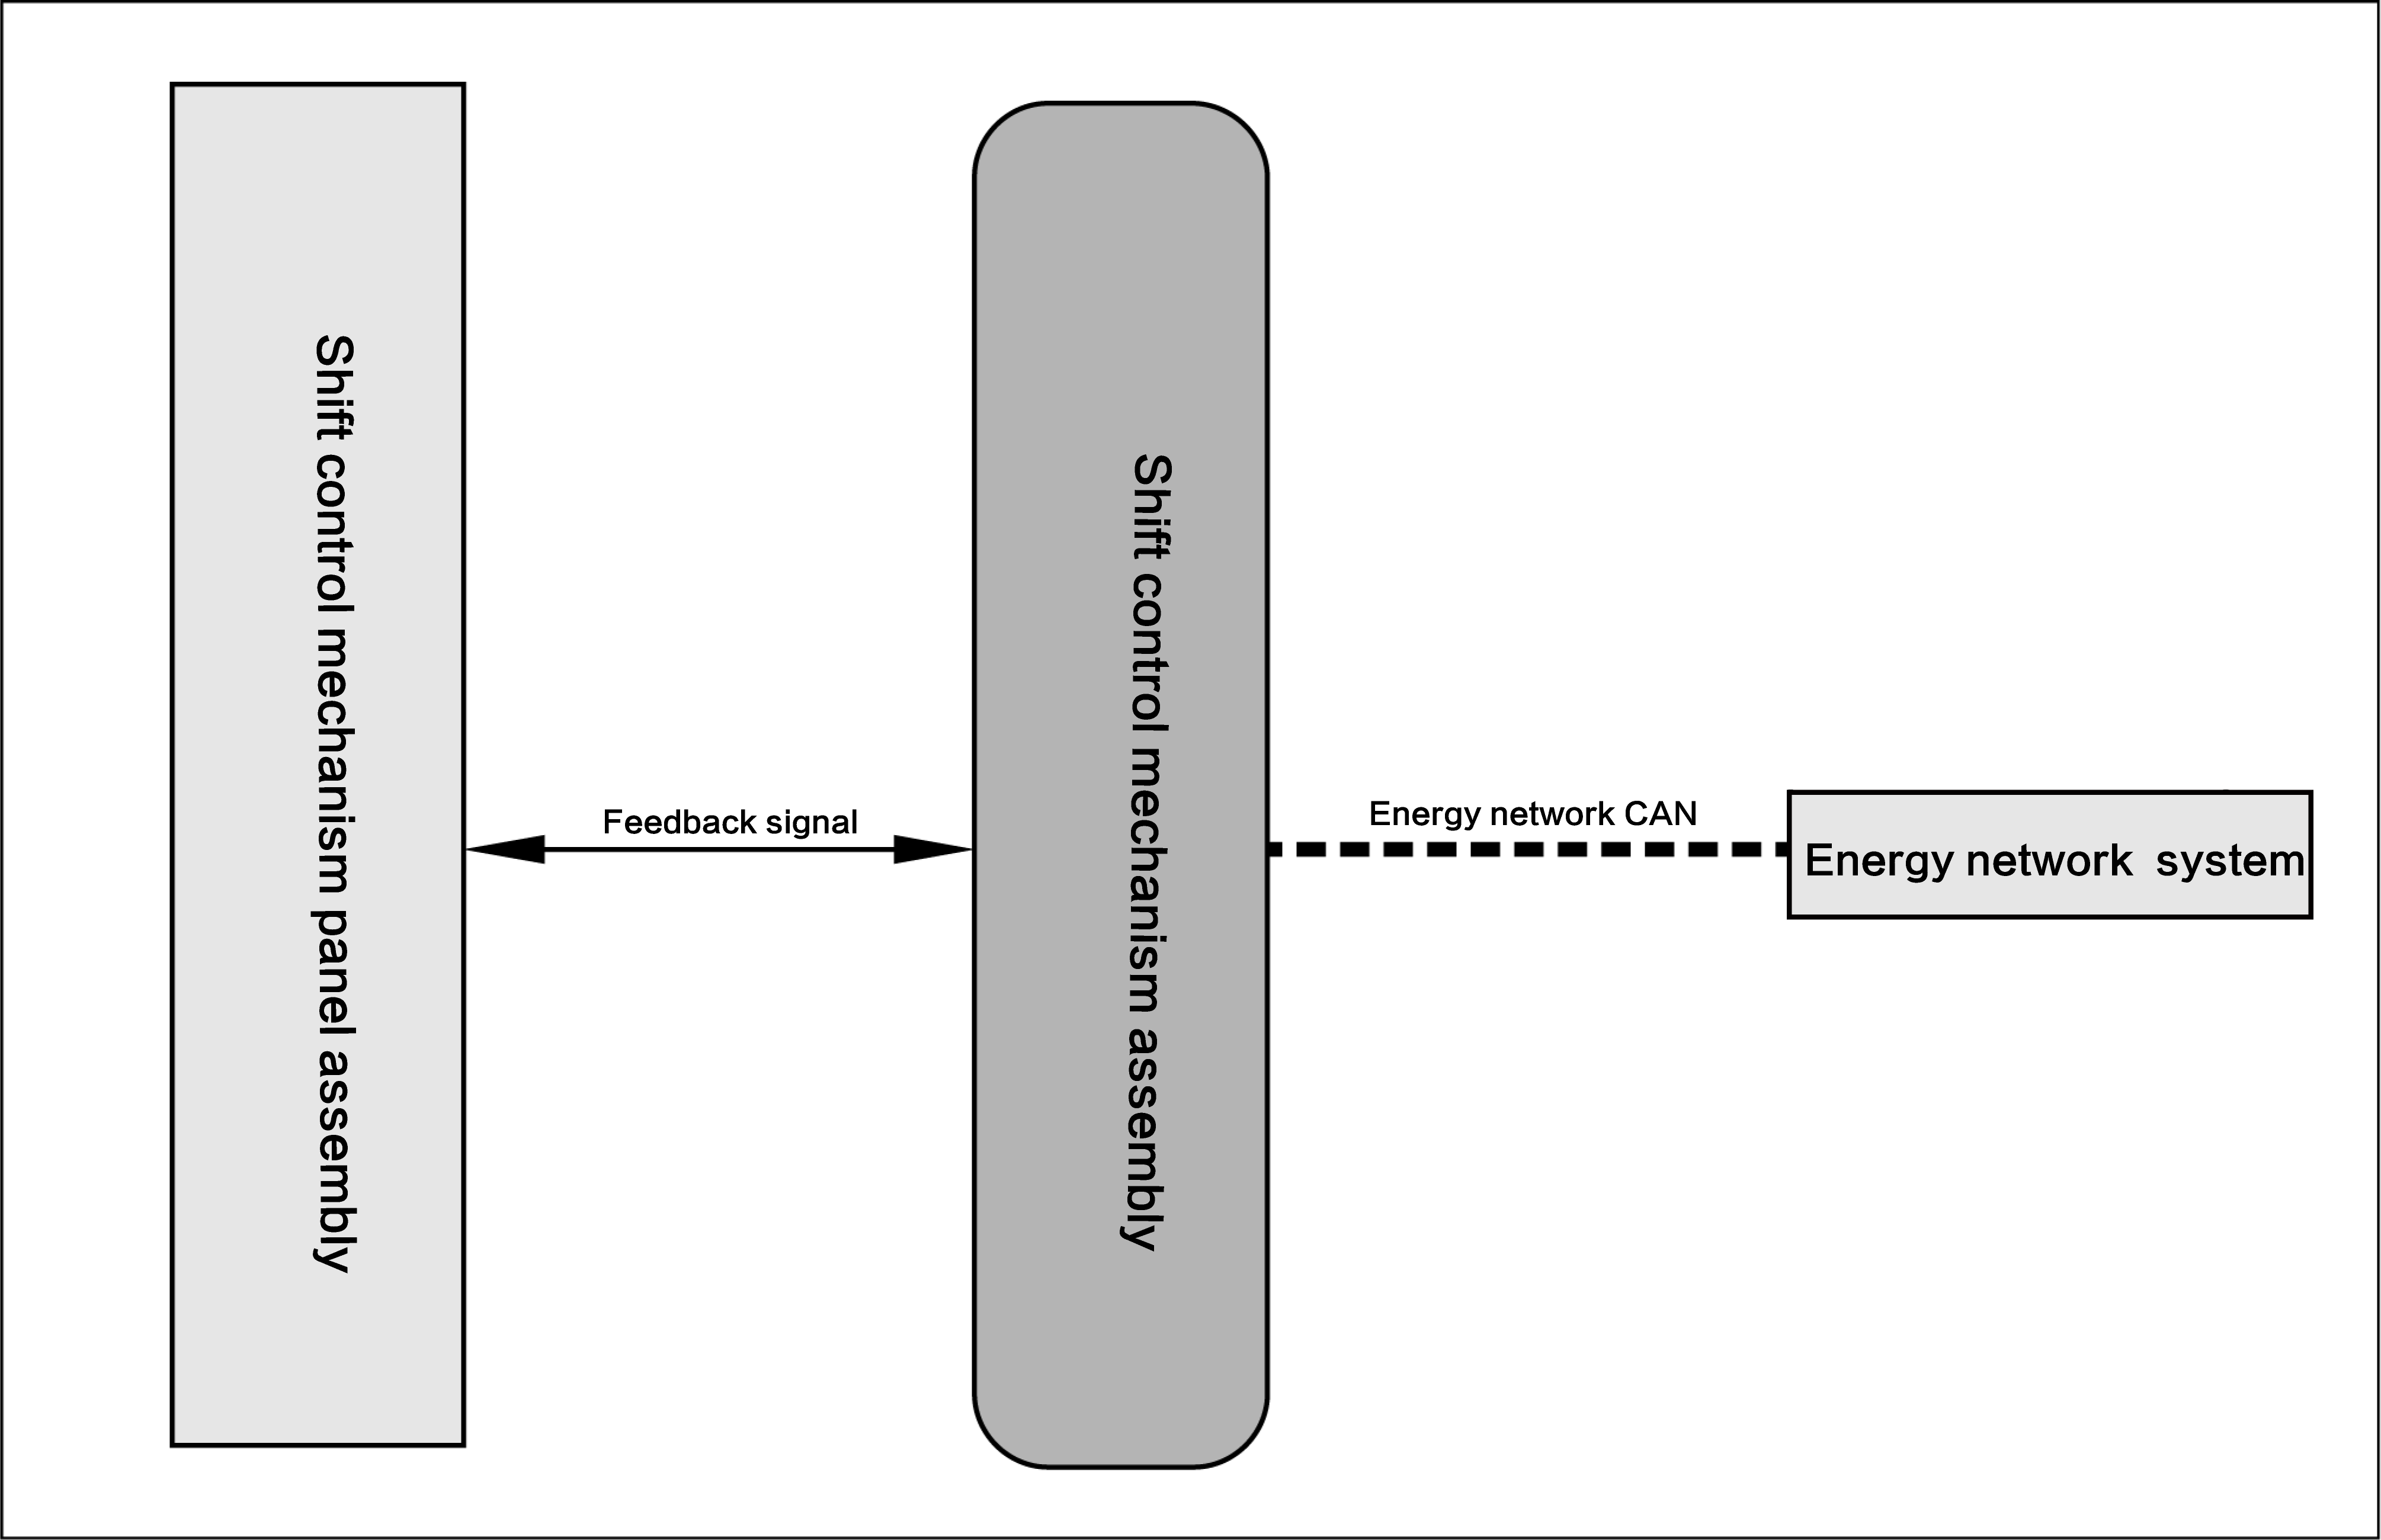 Shift control mechanism panel assembly
Feedback signal
Shift control mechanism assembly
Energy network CAN
Energy network system